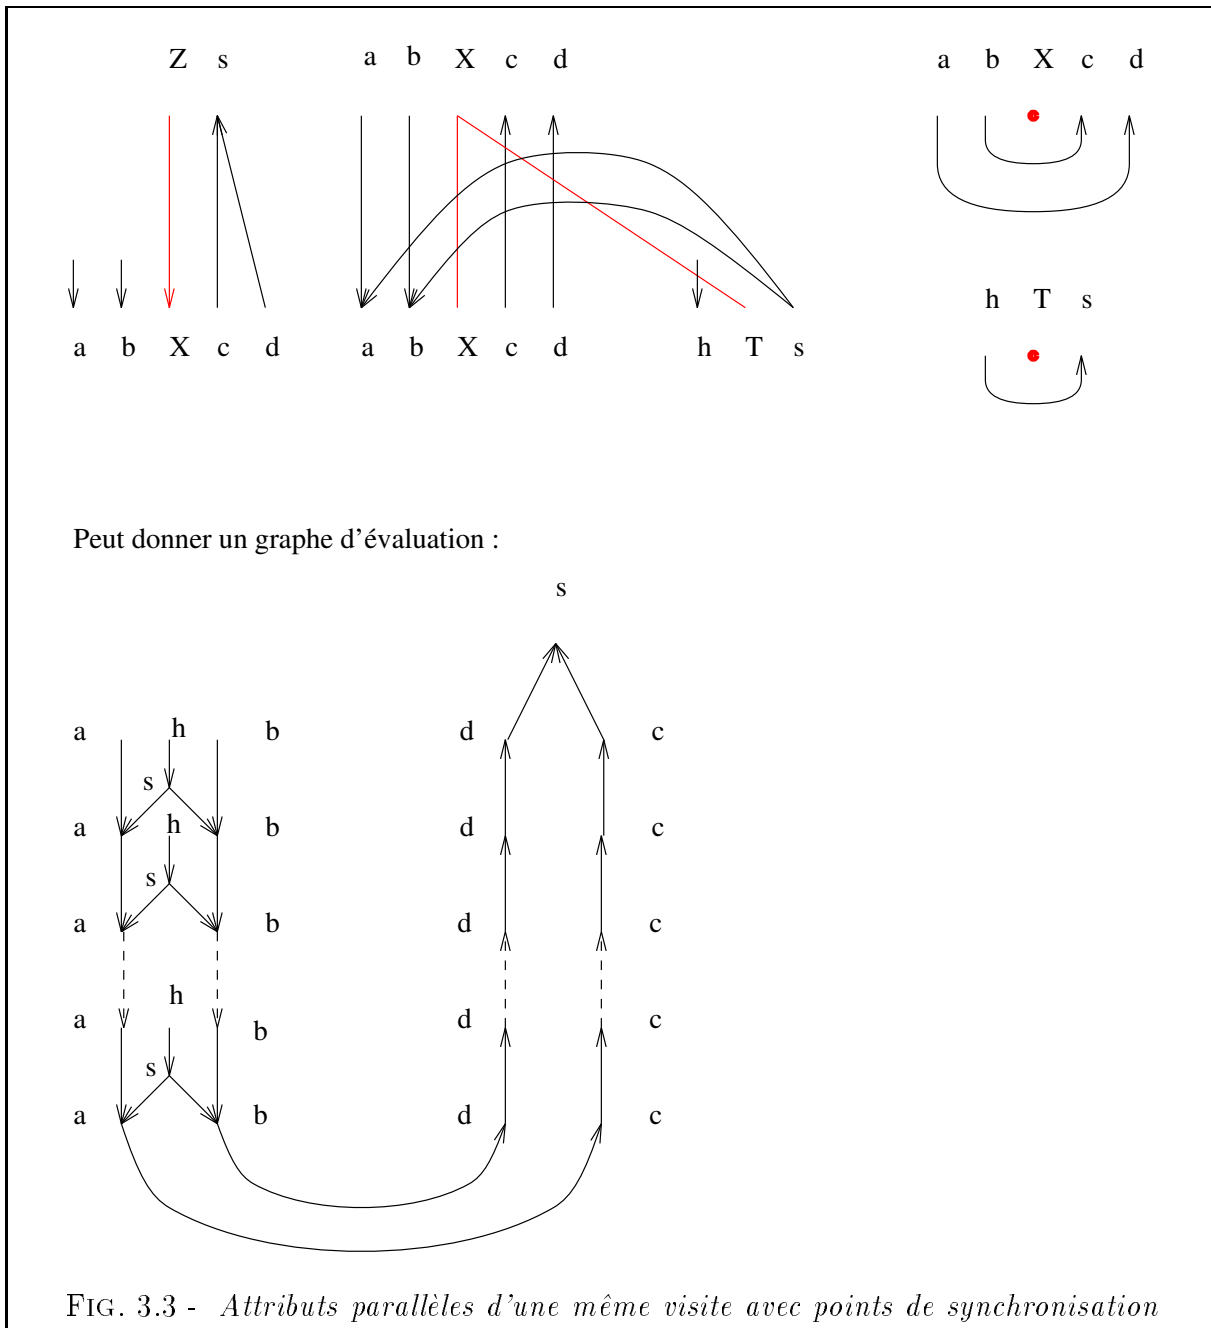 Z s
a b X c d
a b X c d
a b X c d
a b X c d
h T s
h T s
Peut donner un graphe d'évaluation :
s
a h b d c
s
a h b d c
s
a b d c
h
a b d c
s
a b d c
FIG. 3.3 - Attributs parallèles d'une même visite avec points de synchronisation